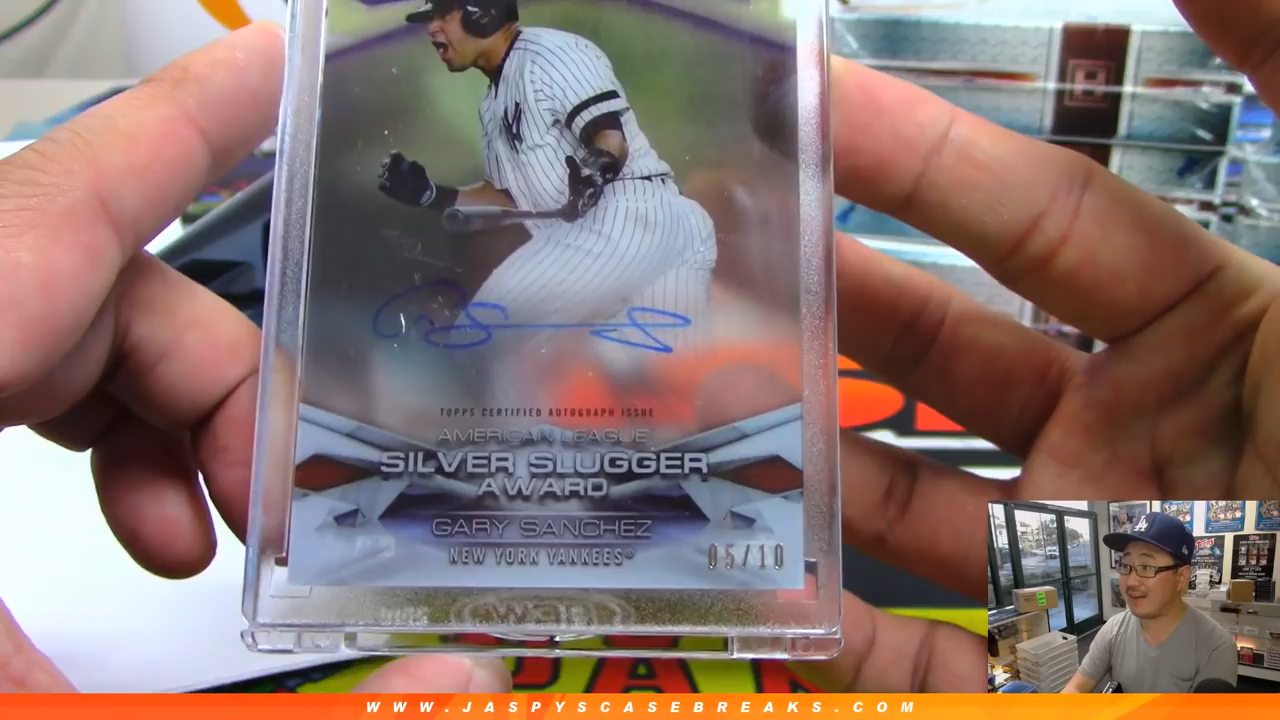 TOPPS CERTIFIED AUTOGRAPH ISSUE
AMERICAN LEAGUE
SILVER SLUGGER
AWARD
GARY SANCHEZ
NEW YORK YANKEES®
05/10
LA
WWW.JASPYSCASEBREAKS.COM